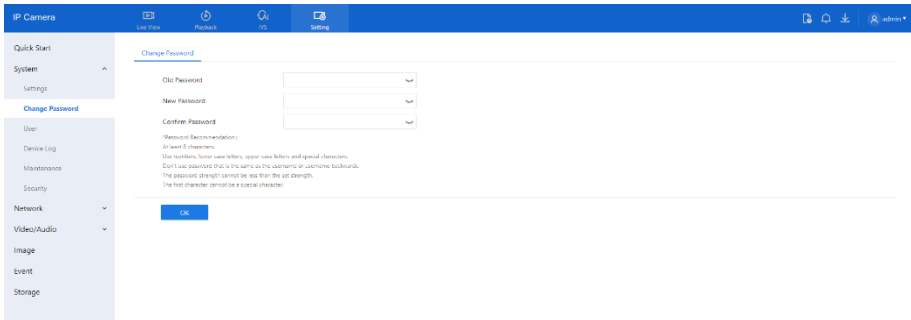 IP Camera
Live View
Playback
IVS
Setting
admin
Quick Start
System
Settings
Change Password
User
Device Log
Maintenance
Security
Network
Video/Audio
Image
Event
Storage
Change Password
Old Password
New Password
Confirm Password
*Password Recommendation:
At least 8 characters.
Use numbers, lower case letters, upper case letters and special characters.
Don't use password that is the same as the username or username backwards.
The password strength cannot be less than the set strength.
The first character cannot be a special character.
OK